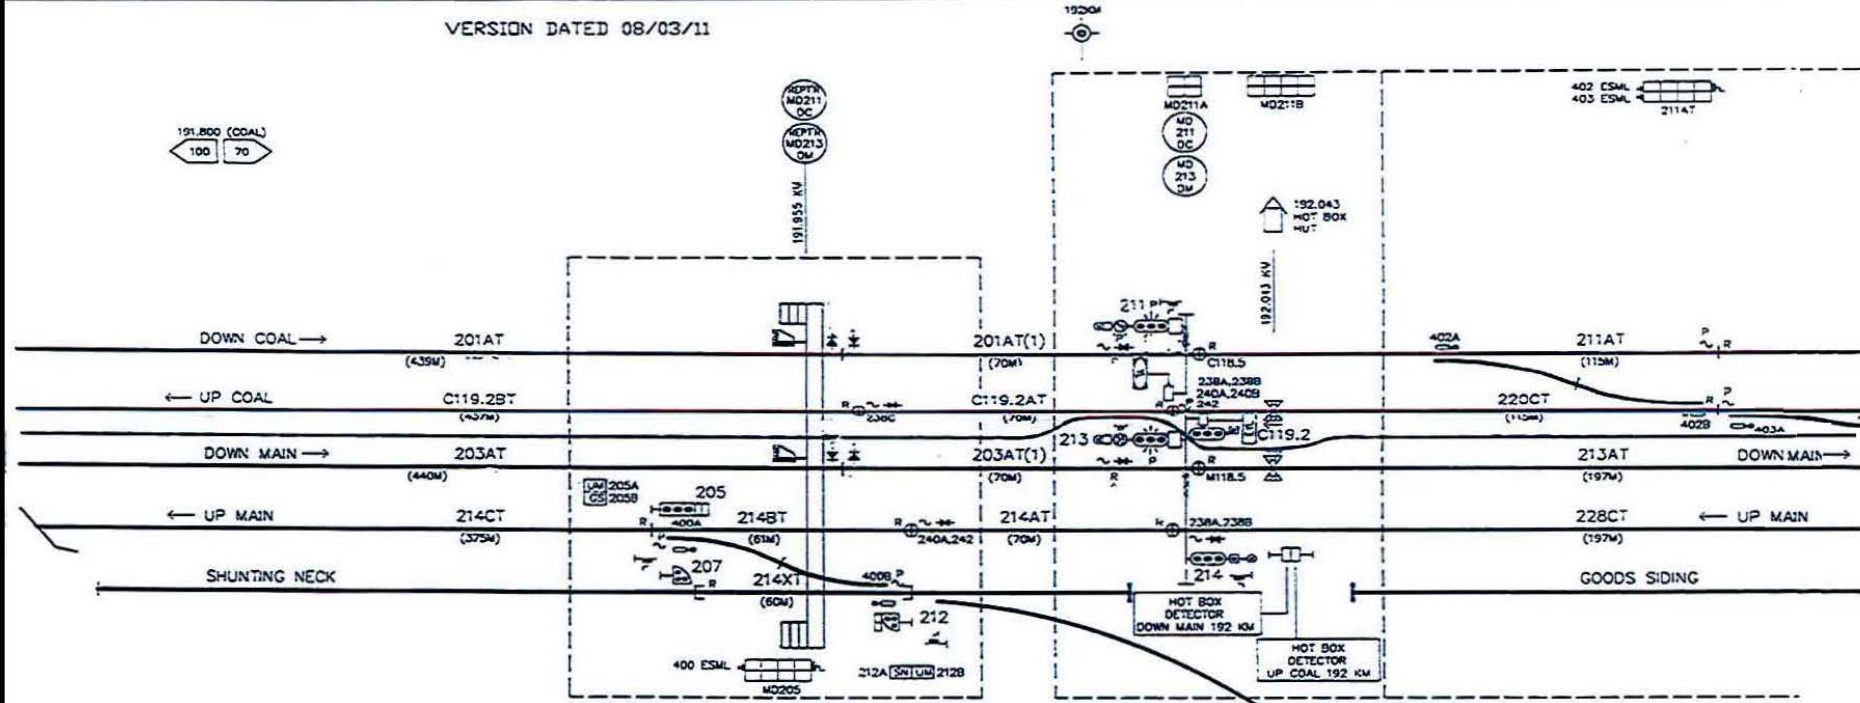 VERSION DATED 08/03/11
191.800 (COAL)
100 70
REPTR
MD211
DC
REPTR
MD213
DM
191.955 KV
MD211A
MD211B
MD
211
DC
MD
213
DM
192.043
HOT BOX
HUT
192.013 KV
402 ESML
403 ESML
211AT
DOWN COAL →
201AT
(439M)
201AT(1)
(70M)
211 P
P
R
C118.5
402A
211AT
(115M)
P
R
← UP COAL
C119.2BT
(437M)
R
238C
C119.2AT
(70M)
238A,238B
240A,240B
242
R
P
220CT
(115M)
R
P
402B
403A
213
P
C119.2
DOWN MAIN →
203AT
(440M)
203AT(1)
(70M)
R
R
M118.5
213AT
(197M)
DOWN MAIN →
UM 205A
GS 205B
205
← UP MAIN
214CT
(375M)
R
400A
P
214BT
(61M)
R
240A,242
214AT
(70M)
R
238A,238B
228CT
(197M)
← UP MAIN
207
214
SHUNTING NECK
R
214XT
(60M)
400B P
GOODS SIDING
212
HOT BOX
DETECTOR
DOWN MAIN 192 KM
HOT BOX
DETECTOR
UP COAL 192 KM
400 ESML
MD205
212A SN UM 212B